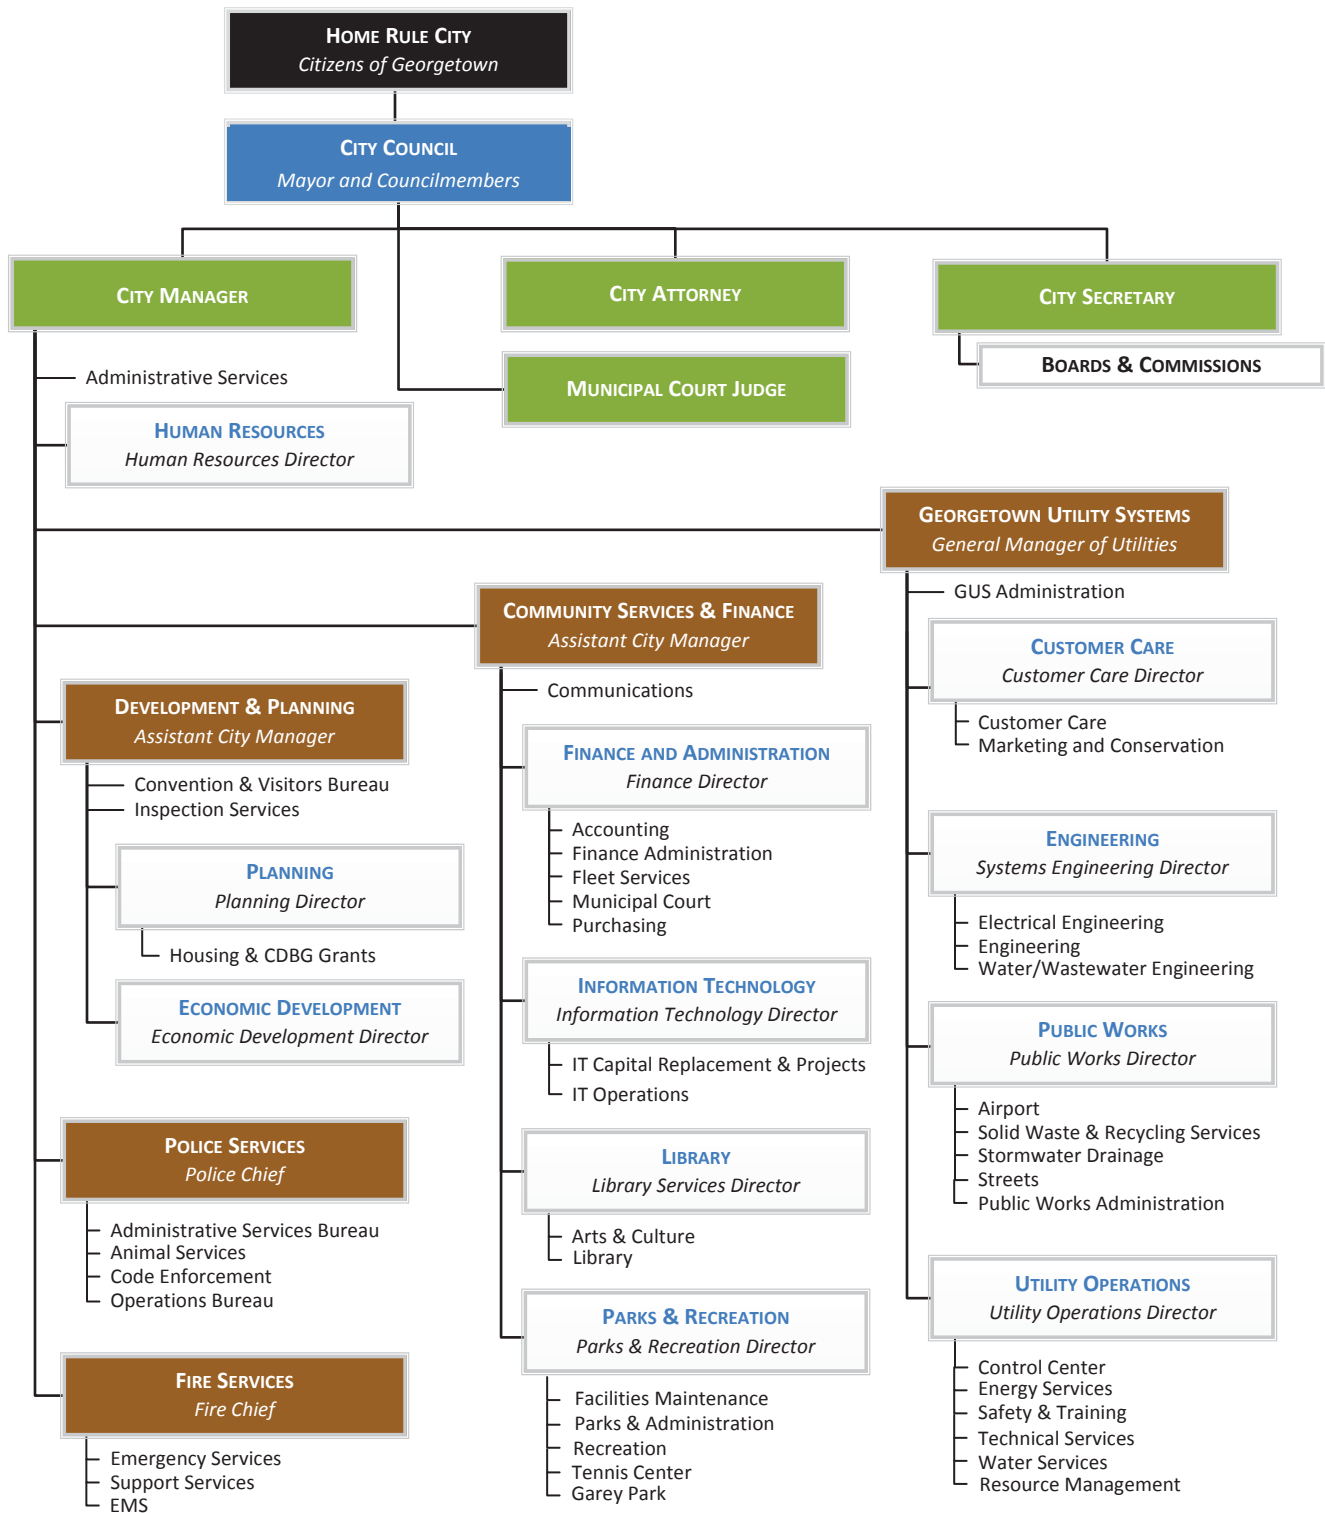 HOME RULE CITY
Citizens of Georgetown
CITY COUNCIL
Mayor and Councilmembers
CITY MANAGER
CITY ATTORNEY
CITY SECRETARY
BOARDS & COMMISSIONS
MUNICIPAL COURT JUDGE
Administrative Services
HUMAN RESOURCES
Human Resources Director
GEORGETOWN UTILITY SYSTEMS
General Manager of Utilities
GUS Administration
CUSTOMER CARE
Customer Care Director
Customer Care
Marketing and Conservation
ENGINEERING
Systems Engineering Director
Electrical Engineering
Engineering
Water/Wastewater Engineering
PUBLIC WORKS
Public Works Director
Airport
Solid Waste & Recycling Services
Stormwater Drainage
Streets
Public Works Administration
UTILITY OPERATIONS
Utility Operations Director
Control Center
Energy Services
Safety & Training
Technical Services
Water Services
Resource Management
COMMUNITY SERVICES & FINANCE
Assistant City Manager
Communications
FINANCE AND ADMINISTRATION
Finance Director
Accounting
Finance Administration
Fleet Services
Municipal Court
Purchasing
INFORMATION TECHNOLOGY
Information Technology Director
IT Capital Replacement & Projects
IT Operations
LIBRARY
Library Services Director
Arts & Culture
Library
PARKS & RECREATION
Parks & Recreation Director
Facilities Maintenance
Parks & Administration
Recreation
Tennis Center
Garey Park
DEVELOPMENT & PLANNING
Assistant City Manager
Convention & Visitors Bureau
Inspection Services
PLANNING
Planning Director
Housing & CDBG Grants
ECONOMIC DEVELOPMENT
Economic Development Director
POLICE SERVICES
Police Chief
Administrative Services Bureau
Animal Services
Code Enforcement
Operations Bureau
FIRE SERVICES
Fire Chief
Emergency Services
Support Services
EMS